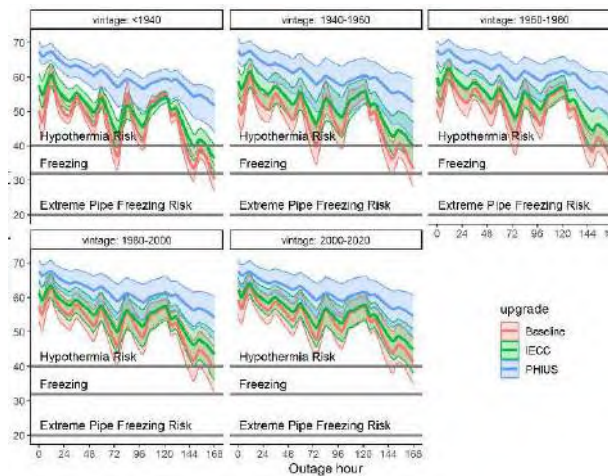 vintage: <1940
vintage: 1940-1960
vintage: 1960-1980
70
60
50
40
30
20
Hypothermia Risk
Freezing
Extreme Pipe Freezing Risk
Hypothermia Risk
Freezing
Extreme Pipe Freezing Risk
Hypothermia Risk
Freezing
Extreme Pipe Freezing Risk
0 24 48 72 96 120 144
vintage: 1980-2000
vintage: 2000-2020
70
60
50
40
30
20
Hypothermia Risk
Freezing
Extreme Pipe Freezing Risk
Hypothermia Risk
Freezing
Extreme Pipe Freezing Risk
0 24 48 72 96 120 144 168
0 24 48 72 96 120 144 168
Outage hour
upgrade
Baseline
IECC
PHIUS